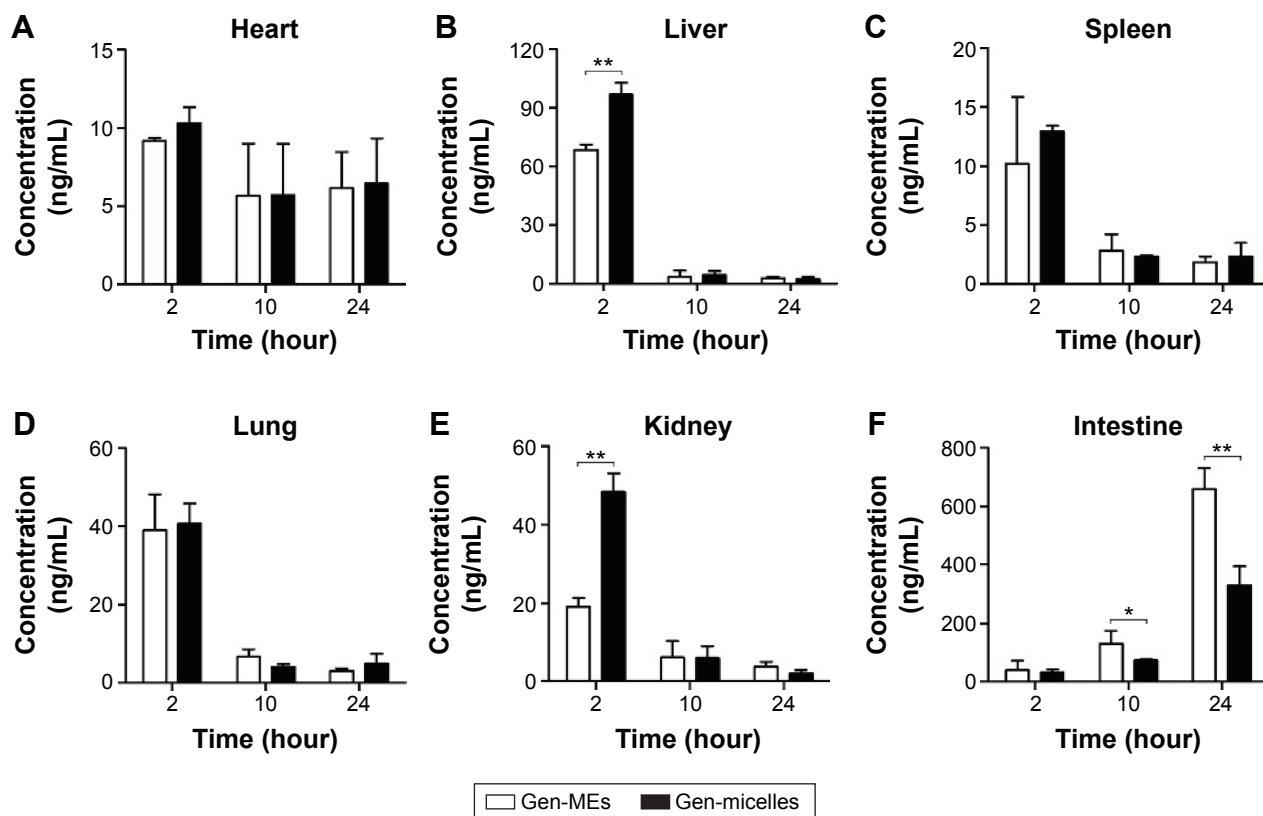 A Heart
Concentration
(ng/mL)
15
10
5
0
2 10 24
Time (hour)
B Liver
Concentration
(ng/mL)
120
90
60
30
0
**
2 10 24
Time (hour)
C Spleen
Concentration
(ng/mL)
20
15
10
5
0
2 10 24
Time (hour)
D Lung
Concentration
(ng/mL)
60
40
20
0
2 10 24
Time (hour)
E Kidney
Concentration
(ng/mL)
60
40
20
0
**
2 10 24
Time (hour)
F Intestine
Concentration
(ng/mL)
800
600
400
200
0
*
**
2 10 24
Time (hour)
Gen-MEs Gen-micelles